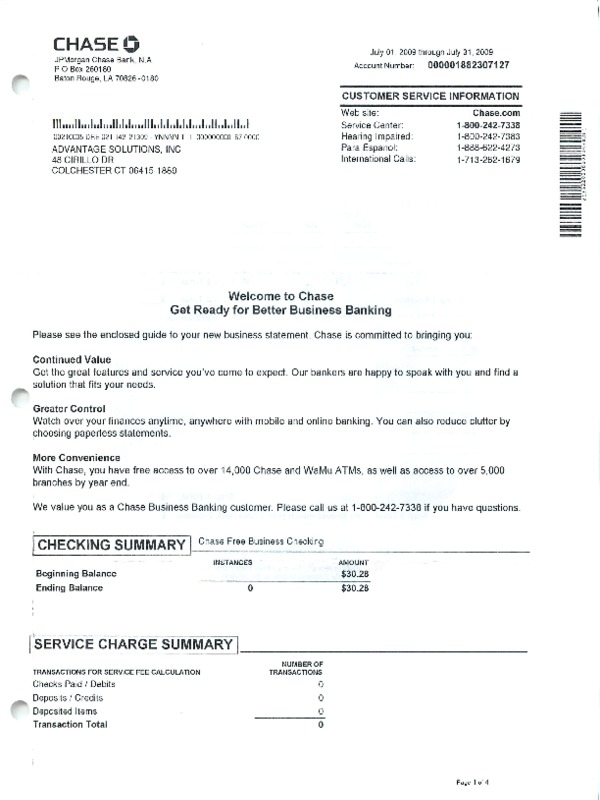 CHASE
JPMorgan Chase Bank, N.A.
P O Box 260180
Baton Rouge, LA 70826-0180
July 01, 2009 through July 31, 2009
Account Number: 000001882307127
CUSTOMER SERVICE INFORMATION
Web site: Chase.com
Service Center: 1-800-242-7338
Hearing Impaired: 1-800-242-7383
Para Espanol: 1-888-622-4273
International Calls: 1-713-262-1679
ADVANTAGE SOLUTIONS, INC
48 CIRILLO DR
COLCHESTER CT 06415-1889
Welcome to Chase
Get Ready for Better Business Banking
Please see the enclosed guide to your new business statement. Chase is committed to bringing you:
Continued Value
Get the great features and service you've come to expect. Our bankers are happy to speak with you and find a
solution that fits your needs.
Greater Control
Watch over your finances anytime, anywhere with mobile and online banking. You can also reduce clutter by
choosing paperless statements.
More Convenience
With Chase, you have free access to over 14,000 Chase and WaMu ATMs, as well as access to over 5,000
branches by year end.
We value you as a Chase Business Banking customer. Please call us at 1-800-242-7338 if you have questions.
CHECKING SUMMARY Chase Free Business Checking
INSTANCES AMOUNT
Beginning Balance $30.28
Ending Balance 0 $30.28
SERVICE CHARGE SUMMARY
NUMBER OF
TRANSACTIONS FOR SERVICE FEE CALCULATION TRANSACTIONS
Checks Paid / Debits 0
Deposits / Credits 0
Deposited Items 0
Transaction Total 0
Page 1 of 4